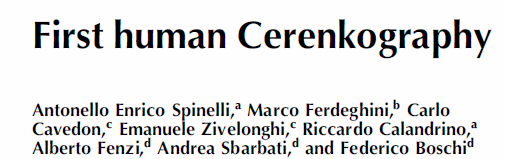 First human Cerenkography
Antonello Enrico Spinelli,ᵃ Marco Ferdeghini,ᵇ Carlo
Cavedon,ᶜ Emanuele Zivelonghi,ᶜ Riccardo Calandrino,ᵃ
Alberto Fenzi,ᵈ Andrea Sbarbati,ᵈ and Federico Boschiᵈ